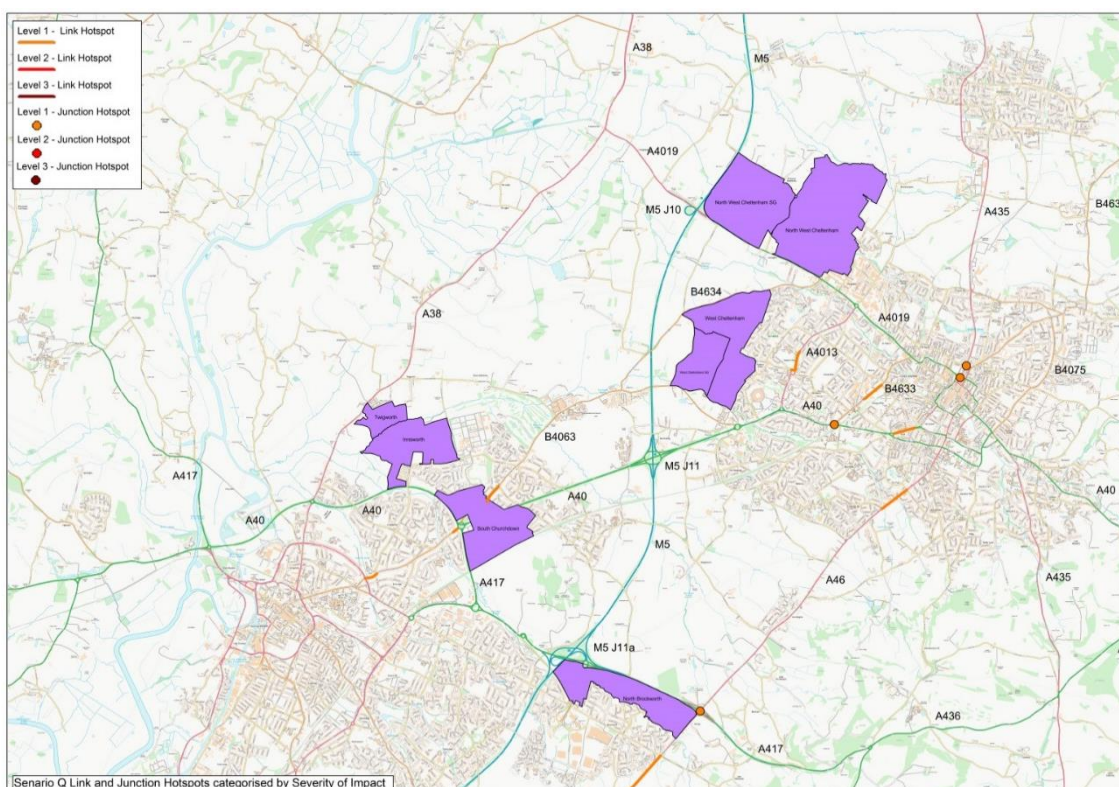 Level 1 - Link Hotspot
Level 2 - Link Hotspot
Level 3 - Link Hotspot
Level 1 - Junction Hotspot
Level 2 - Junction Hotspot
Level 3 - Junction Hotspot
A38
M5
A4019
M5 J10
North West Cheltenham SG
North West Cheltenham
A435
B463
B4634
A38
West Cheltenham
A4019
A4013
B4075
B4633
A40
Twigworth
Innsworth
B4063
M5 J11
A417
A40
A40
A40
A40
South Churchdown
M5
A417
A46
A435
M5 J11a
North Brockworth
A436
A417
Senario Q Link and Junction Hotspots categorised by Severity of Impact